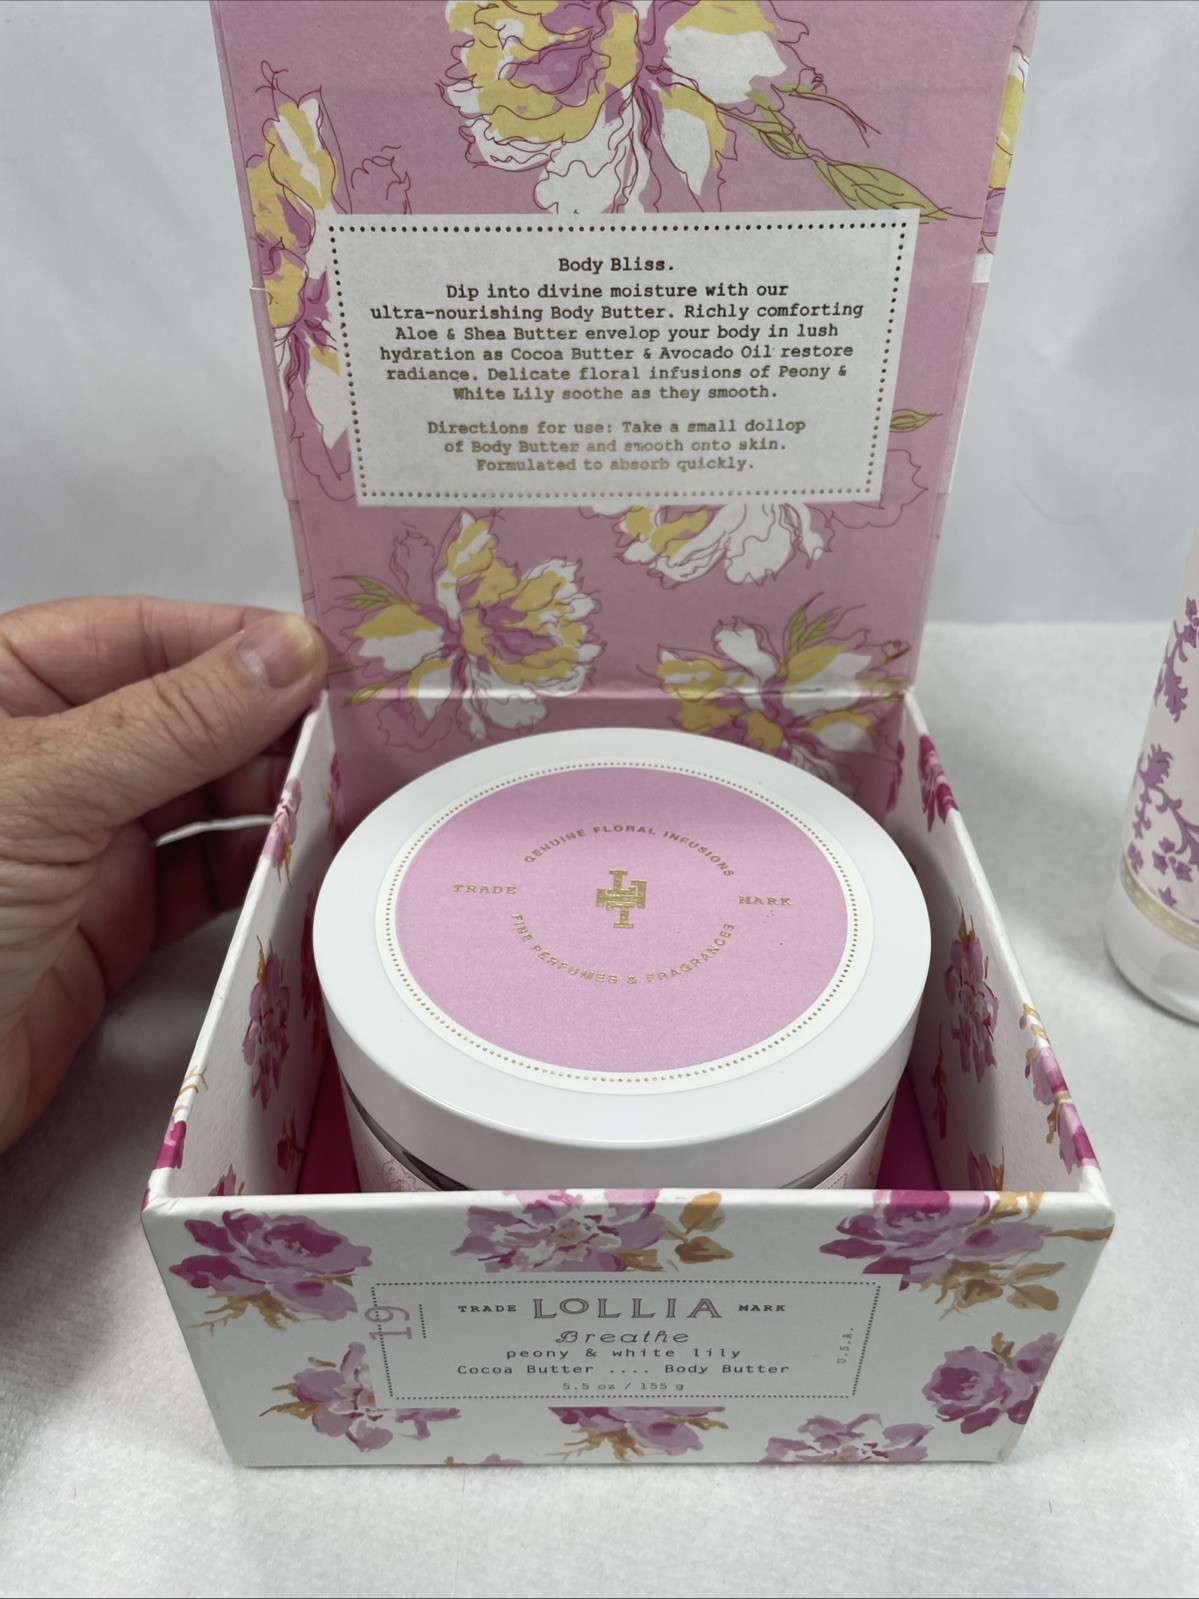 Body Bliss.
Dip into divine moisture with our
ultra-nourishing Body Butter. Richly comforting
Aloe & Shea Butter envelop your body in lush
hydration as Cocoa Butter & Avocado Oil restore
radiance. Delicate floral infusions of Peony &
White Lily soothe as they smooth.
Directions for use: Take a small dollop
of Body Butter and smooth onto skin.
Formulated to absorb quickly.
GENUINE FLORAL INFUSIONS
TRADE MARK
FINE PERFUMES & FRAGRANCES
19
TRADE LOLLIA MARK
Breathe
peony & white lily
Cocoa Butter .... Body Butter
5.5 oz / 155 g
U.S.A.